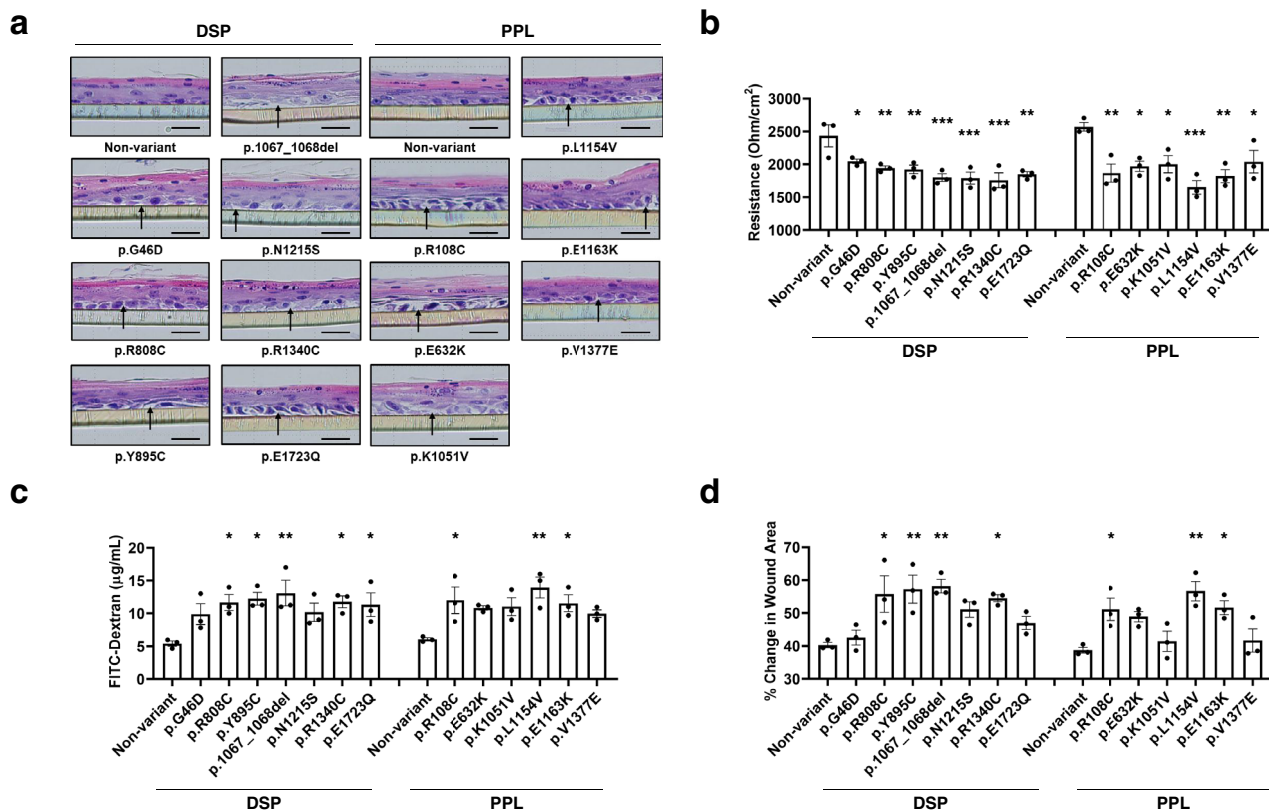 a
DSP
PPL
Non-variant
p.1067_1068del
Non-variant
p.L1154V
p.G46D
p.N1215S
p.R108C
p.E1163K
p.R808C
p.R1340C
p.E632K
p.V1377E
p.Y895C
p.E1723Q
p.K1051V
b
Resistance (Ohm/cm²)
3000
2500
2000
1500
1000
* ** ** *** *** *** ** ** * * *** ** *
Non-variant
p.G46D
p.R808C
p.Y895C
p.1067_1068del
p.N1215S
p.R1340C
p.E1723Q
Non-variant
p.R108C
p.E632K
p.K1051V
p.L1154V
p.E1163K
p.V1377E
DSP
PPL
c
FITC-Dextran (µg/mL)
20
15
10
5
0
* * ** * * * ** *
Non-variant
p.G46D
p.R808C
p.Y895C
p.1067_1068del
p.N1215S
p.R1340C
p.E1723Q
Non-variant
p.R108C
p.E632K
p.K1051V
p.L1154V
p.E1163K
p.V1377E
DSP
PPL
d
% Change in Wound Area
70
60
50
40
30
* ** ** * * ** *
Non-variant
p.G46D
p.R808C
p.Y895C
p.1067_1068del
p.N1215S
p.R1340C
p.E1723Q
Non-variant
p.R108C
p.E632K
p.K1051V
p.L1154V
p.E1163K
p.V1377E
DSP
PPL